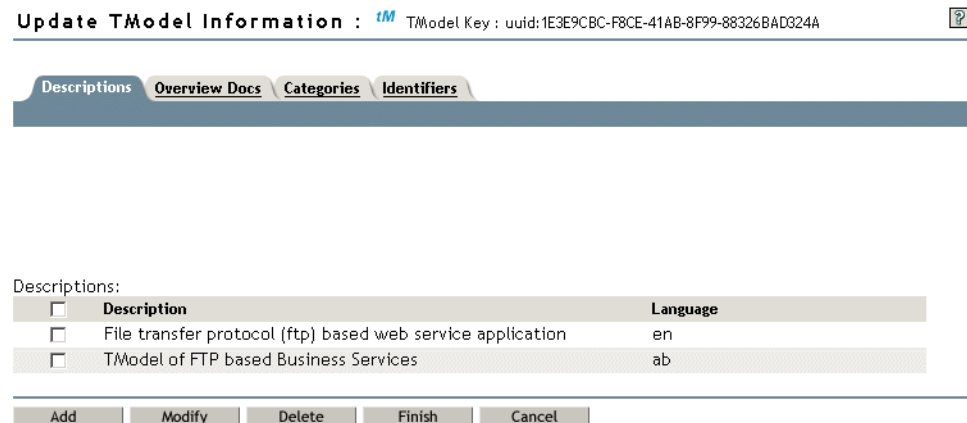 Update TModel Information : tM TModel Key : uuid:1E3E9CBC-F8CE-41AB-8F99-88326BAD324A ?
Descriptions Overview Docs Categories Identifiers
Descriptions:
Description Language
File transfer protocol (ftp) based web service application en
TModel of FTP based Business Services ab
Add Modify Delete Finish Cancel